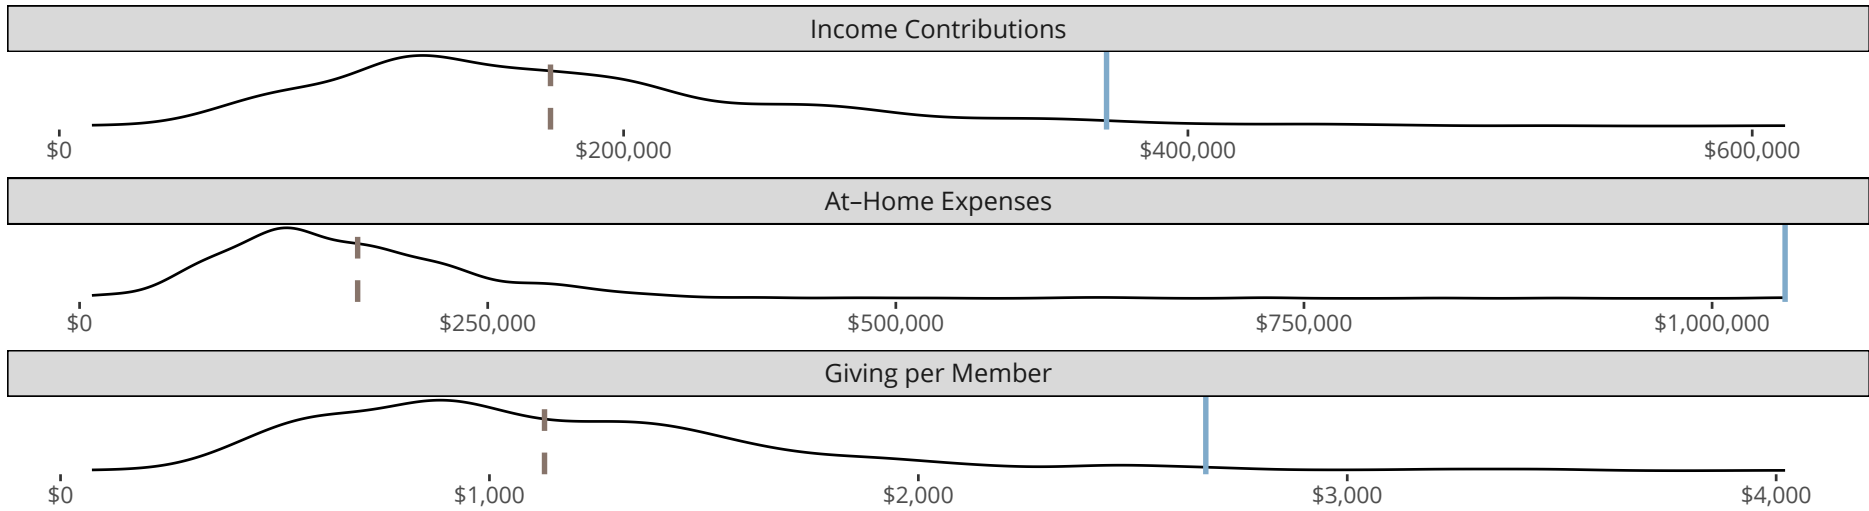 Income Contributions
$0 $200,000 $400,000 $600,000
At–Home Expenses
$0 $250,000 $500,000 $750,000 $1,000,000
Giving per Member
$0 $1,000 $2,000 $3,000 $4,000